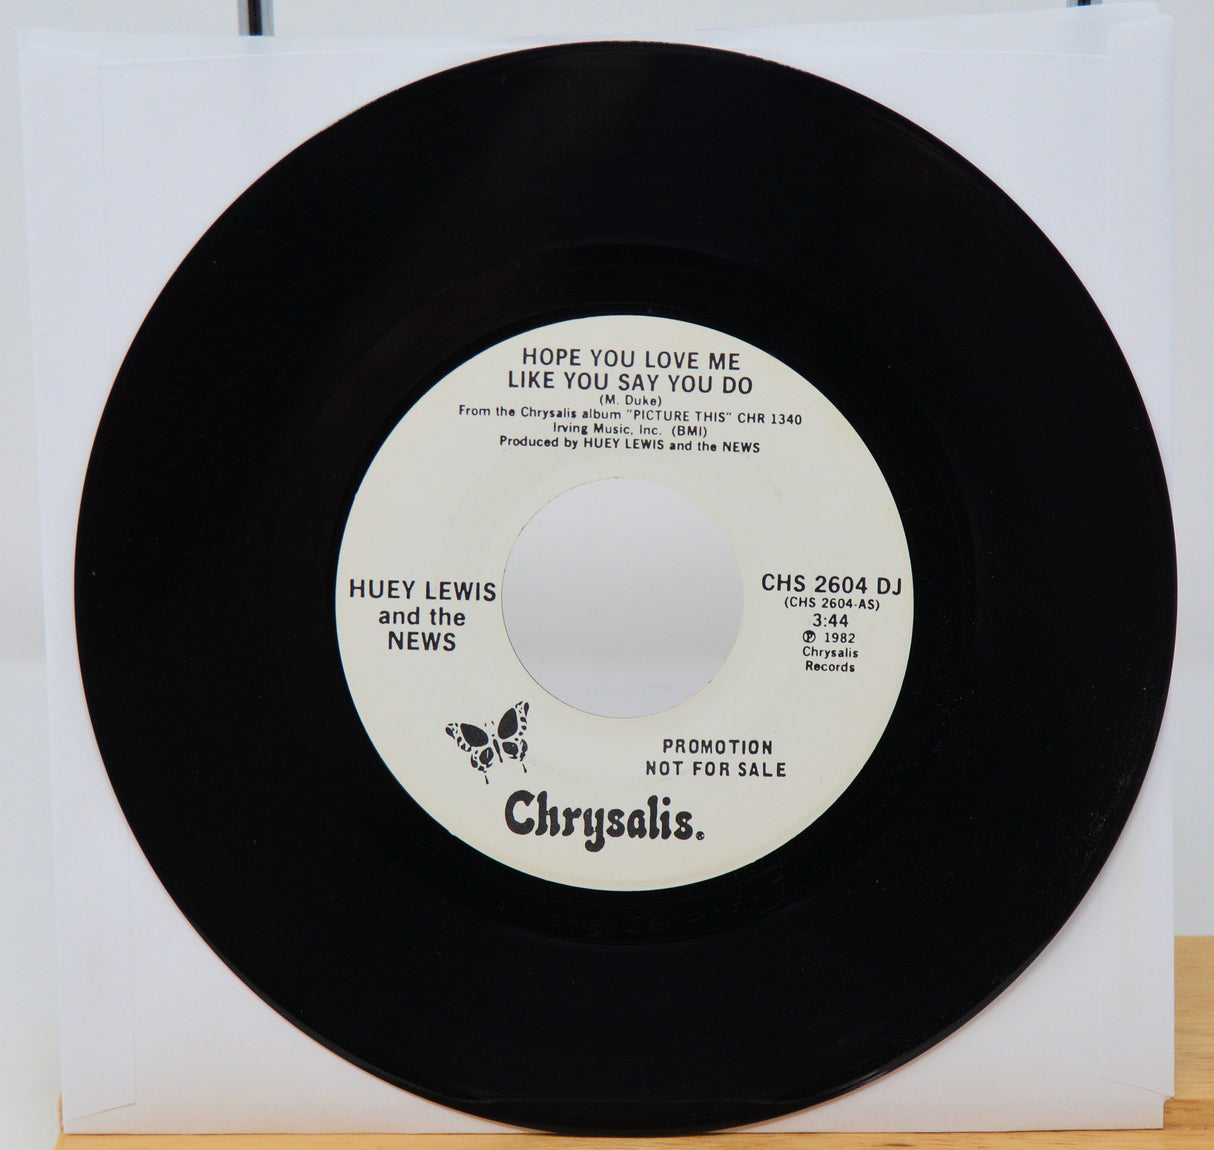 HOPE YOU LOVE ME
LIKE YOU SAY YOU DO
(M. Duke)
From the Chrysalis album "PICTURE THIS" CHR 1340
Irving Music, Inc. (BMI)
Produced by HUEY LEWIS and the NEWS
HUEY LEWIS
and the
NEWS
CHS 2604 DJ
(CHS 2604-AS)
3:44
℗ 1982
Chrysalis
Records
PROMOTION
NOT FOR SALE
Chrysalis.®